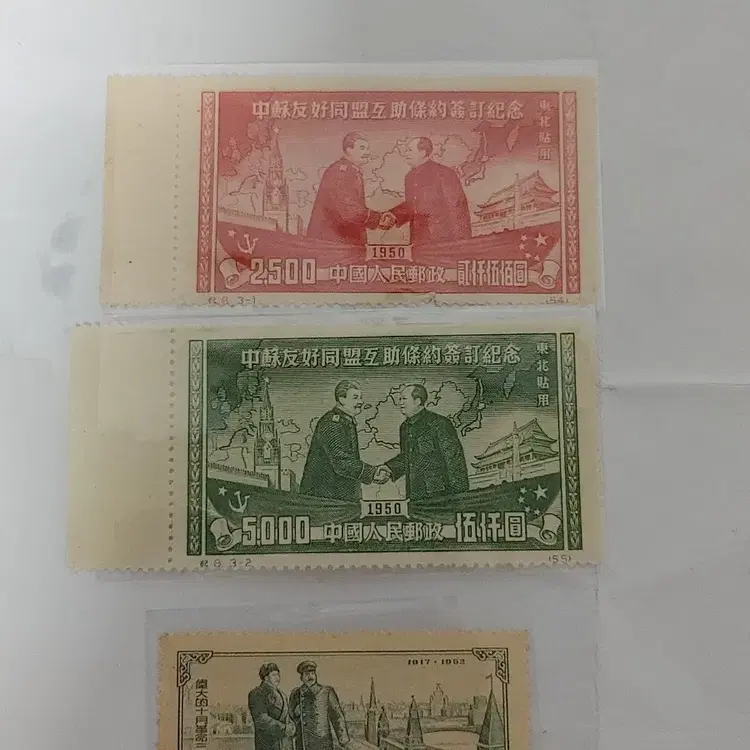 中蘇友好同盟互助條約簽訂紀念
東北貼用
1950
2500 中國人民郵政 貳仟伍佰圓
紀 8. 3-1 (54)
中蘇友好同盟互助條約簽訂紀念
東北貼用
1950
5000 中國人民郵政 伍仟圓
紀 8. 3-2 (55)
1917·1952
偉大的十月革命三